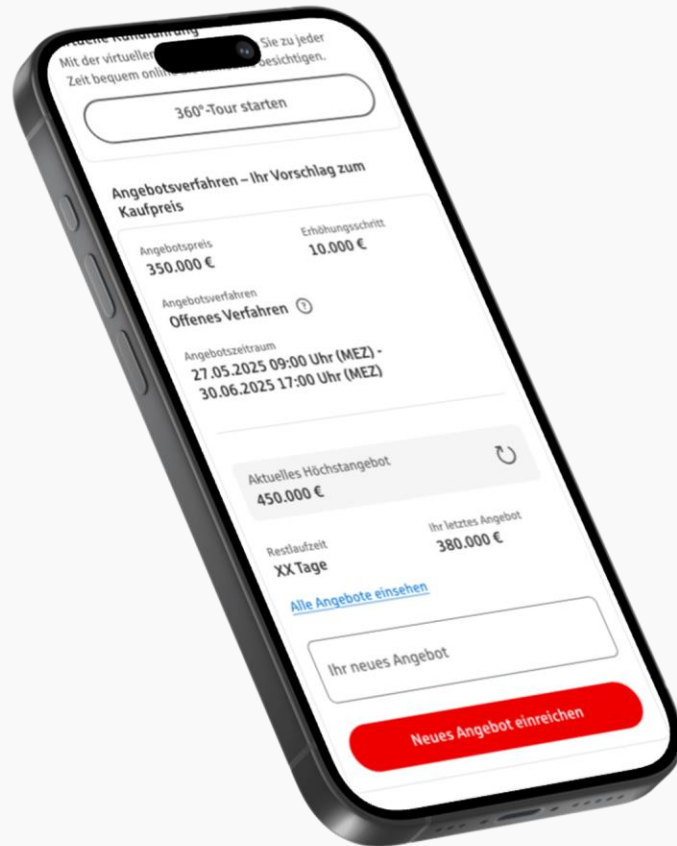 Mit der virtuellen Sie zu jeder
Zeit bequem online besichtigen.
360°-Tour starten
Angebotsverfahren – Ihr Vorschlag zum
Kaufpreis
Angebotspreis
350.000 €
Erhöhungsschritt
10.000 €
Angebotsverfahren
Offenes Verfahren ?
Angebotszeitraum
27.05.2025 09:00 Uhr (MEZ) -
30.06.2025 17:00 Uhr (MEZ)
Aktuelles Höchstangebot
450.000 €
Restlaufzeit
XX Tage
Ihr letztes Angebot
380.000 €
Alle Angebote einsehen
Ihr neues Angebot
Neues Angebot einreichen